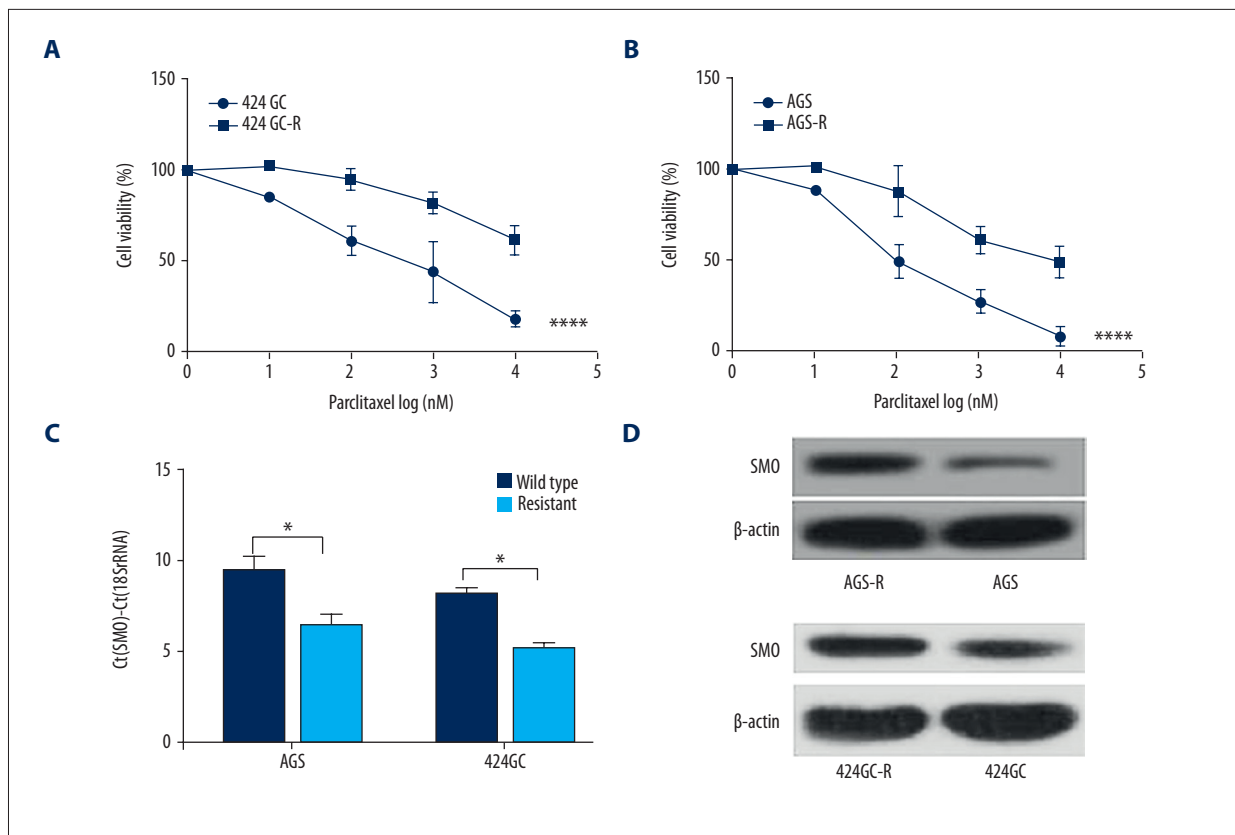 A
150
100
50
0
Cell viability (%)
424 GC
424 GC-R
****
0 1 2 3 4 5
Parclitaxel log (nM)
B
150
100
50
0
Cell viability (%)
AGS
AGS-R
****
0 1 2 3 4 5
Parclitaxel log (nM)
C
15
10
5
0
Ct(SMO)-Ct(18SrRNA)
Wild type
Resistant
*
*
AGS 424GC
D
SMO
β-actin
AGS-R AGS
SMO
β-actin
424GC-R 424GC